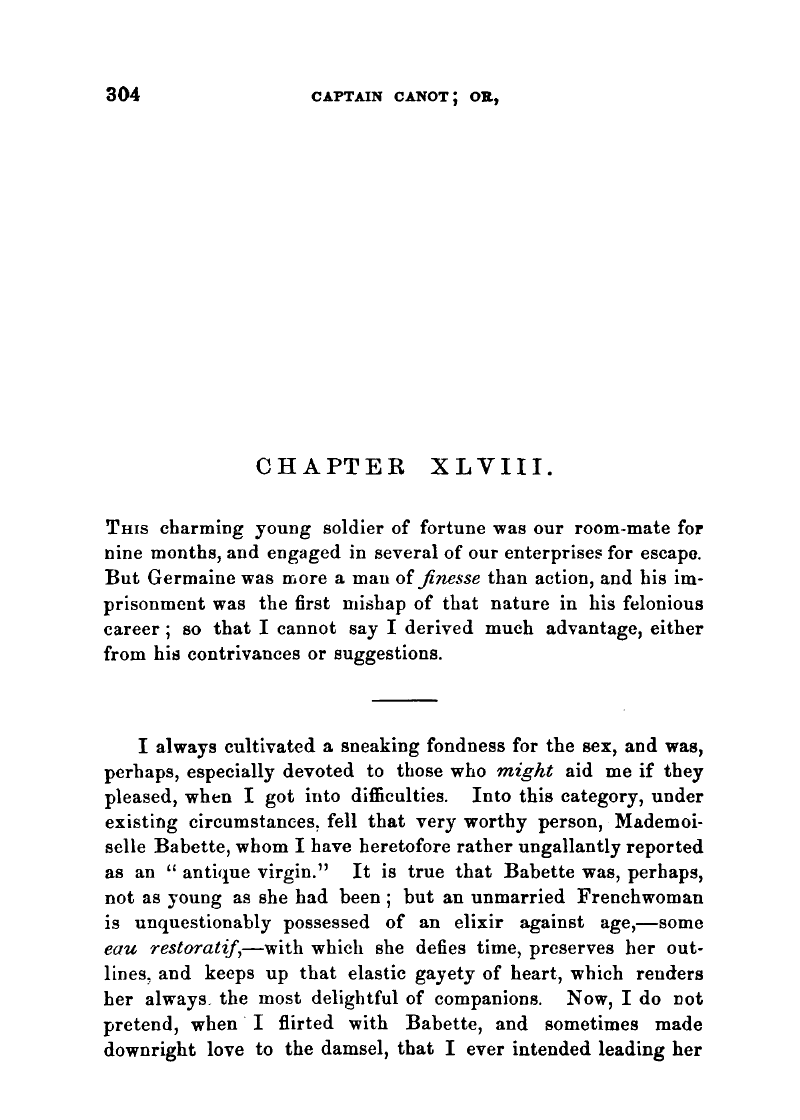 304 CAPTAIN CANOT; OR,
CHAPTER XLVIII.
THIS charming young soldier of fortune was our room-mate for
nine months, and engaged in several of our enterprises for escape.
But Germaine was more a man of finesse than action, and his im-
prisonment was the first mishap of that nature in his felonious
career; so that I cannot say I derived much advantage, either
from his contrivances or suggestions.
I always cultivated a sneaking fondness for the sex, and was,
perhaps, especially devoted to those who might aid me if they
pleased, when I got into difficulties. Into this category, under
existing circumstances, fell that very worthy person, Mademoi-
selle Babette, whom I have heretofore rather ungallantly reported
as an "antique virgin." It is true that Babette was, perhaps,
not as young as she had been; but an unmarried Frenchwoman
is unquestionably possessed of an elixir against age,—some
eau restoratif,—with which she defies time, preserves her out-
lines, and keeps up that elastic gayety of heart, which renders
her always the most delightful of companions. Now, I do not
pretend, when I flirted with Babette, and sometimes made
downright love to the damsel, that I ever intended leading her